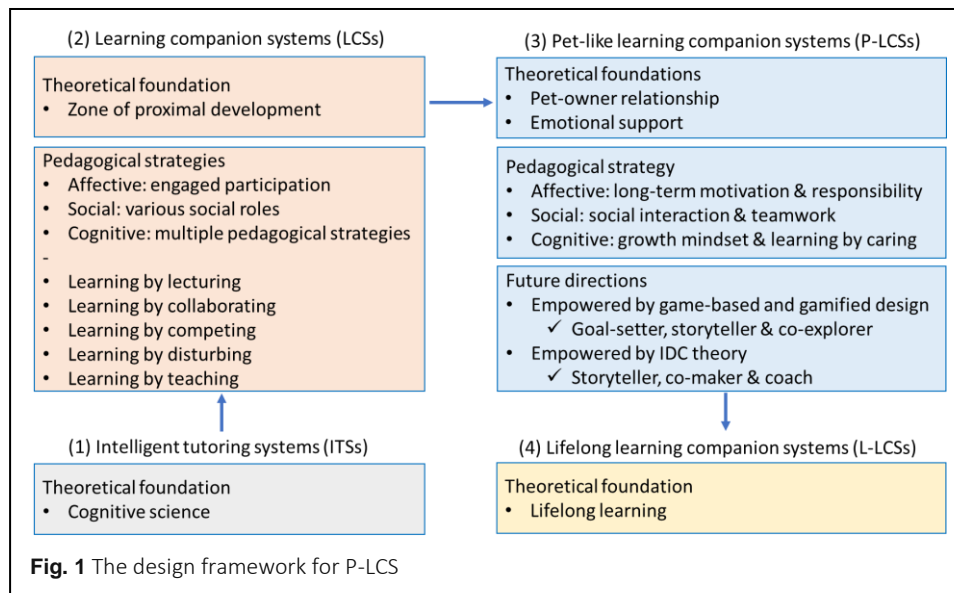 (2) Learning companion systems (LCSs)
Theoretical foundation
• Zone of proximal development
Pedagogical strategies
• Affective: engaged participation
• Social: various social roles
• Cognitive: multiple pedagogical strategies
-
• Learning by lecturing
• Learning by collaborating
• Learning by competing
• Learning by disturbing
• Learning by teaching
(1) Intelligent tutoring systems (ITSs)
Theoretical foundation
• Cognitive science
(3) Pet-like learning companion systems (P-LCSs)
Theoretical foundations
• Pet-owner relationship
• Emotional support
Pedagogical strategy
• Affective: long-term motivation & responsibility
• Social: social interaction & teamwork
• Cognitive: growth mindset & learning by caring
Future directions
• Empowered by game-based and gamified design
✓ Goal-setter, storyteller & co-explorer
• Empowered by IDC theory
✓ Storyteller, co-maker & coach
(4) Lifelong learning companion systems (L-LCSs)
Theoretical foundation
• Lifelong learning
Fig. 1 The design framework for P-LCS